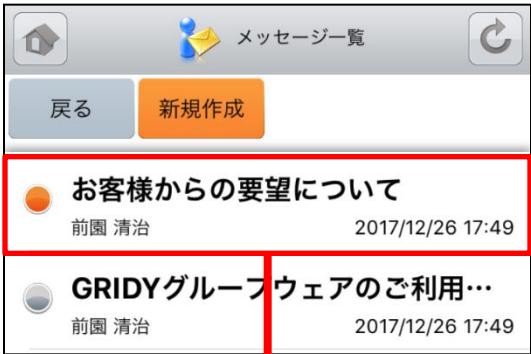 メッセージ一覧
戻る
新規作成
お客様からの要望について
前園 清治
2017/12/26 17:49
GRIDYグループウェアのご利用…
前園 清治
2017/12/26 17:49